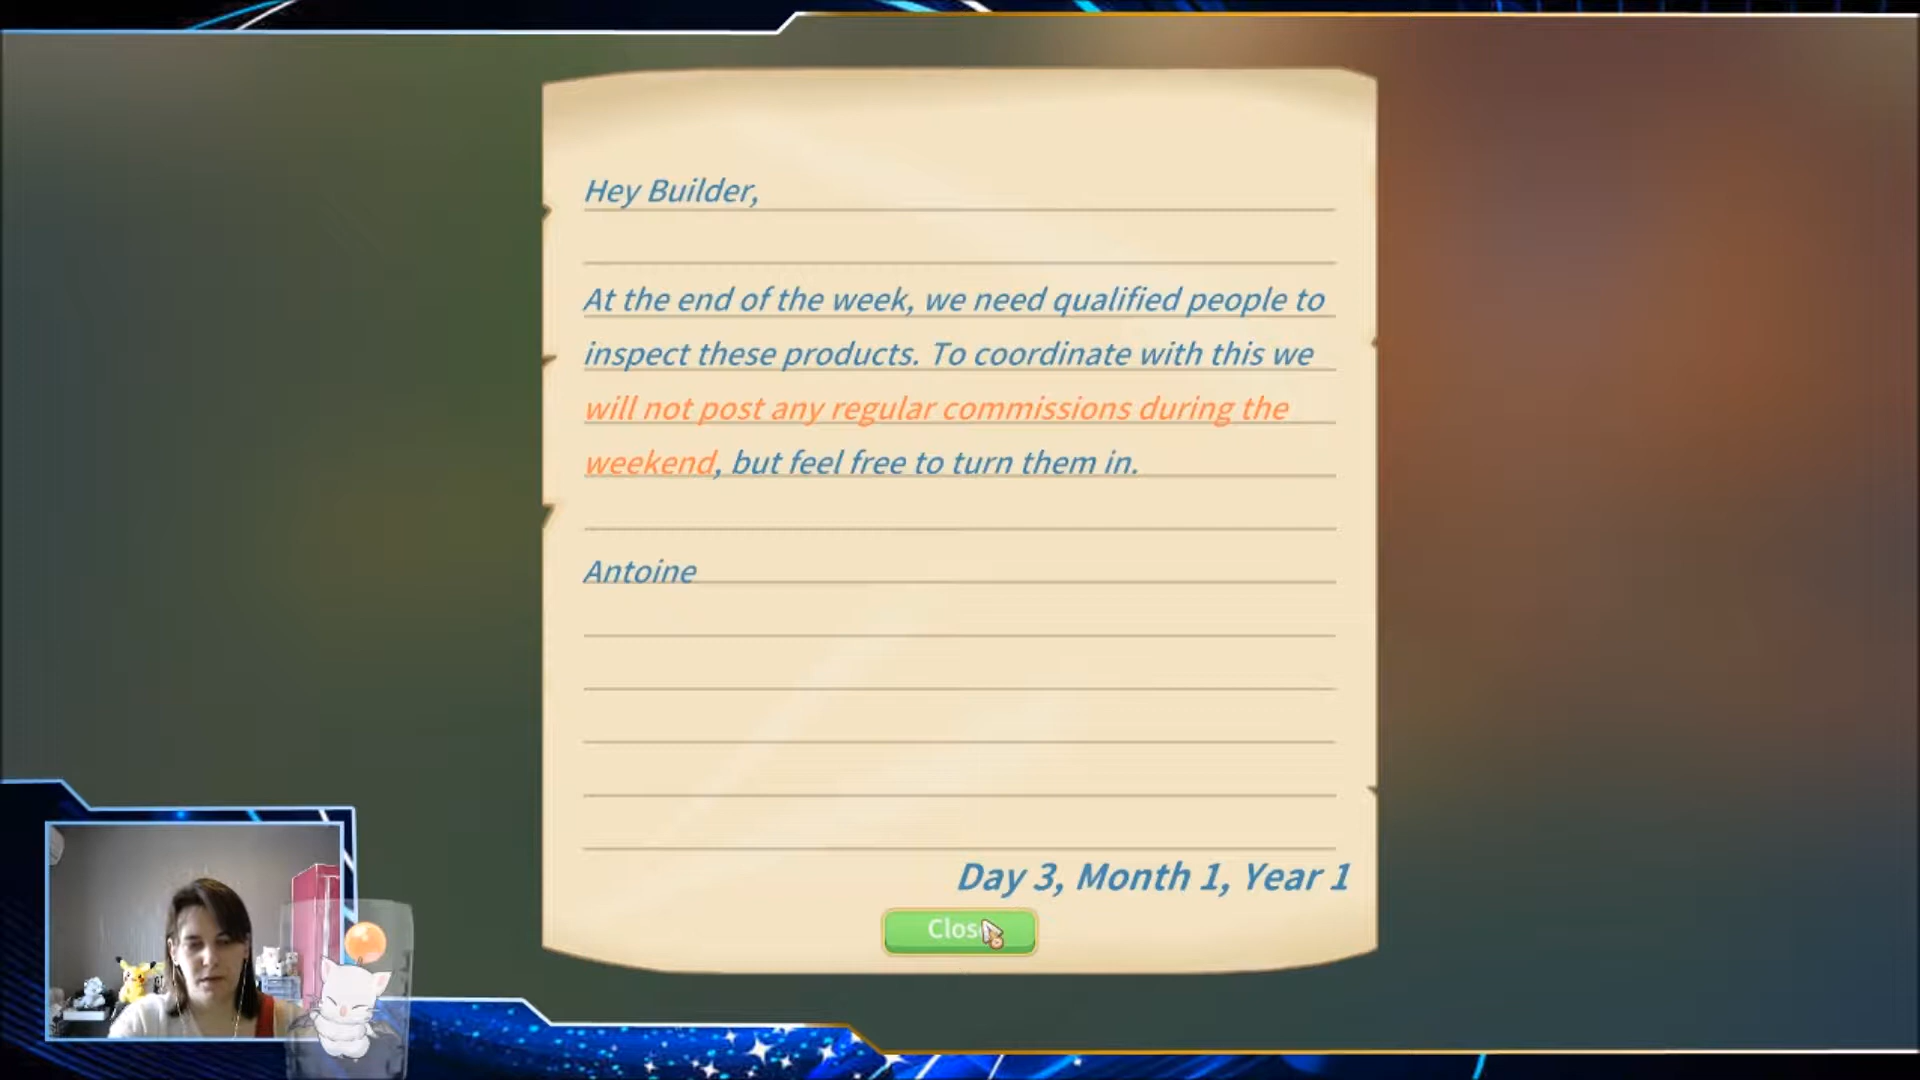 Hey Builder,
At the end of the week, we need qualified people to
inspect these products. To coordinate with this we
will not post any regular commissions during the
weekend, but feel free to turn them in.
Antoine
Day 3, Month 1, Year 1
Close